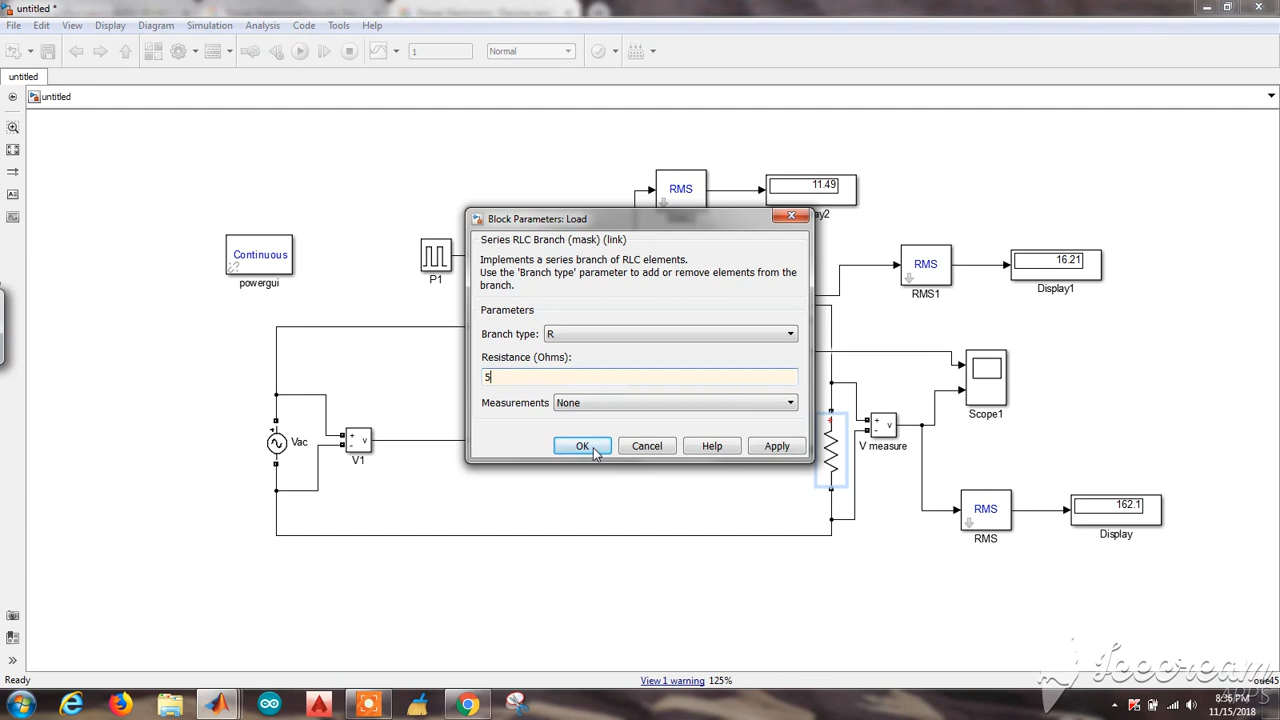 untitled *
File Edit View Display Diagram Simulation Analysis Code Tools Help
1
Normal
untitled
untitled
RMS
11.49
Block Parameters: Load
Series RLC Branch (mask) (link)
Implements a series branch of RLC elements.
Use the 'Branch type' parameter to add or remove elements from the
branch.
Parameters
Branch type: R
Resistance (Ohms):
5
Measurements None
OK Cancel Help Apply
Continuous
powergui
P1
RMS
RMS1
16.21
Display1
Vac
v
V1
Scope1
v
V measure
RMS
RMS
162.1
Display
Ready
View 1 warning 125%
Icecream
APPS
8:36 PM
11/15/2018